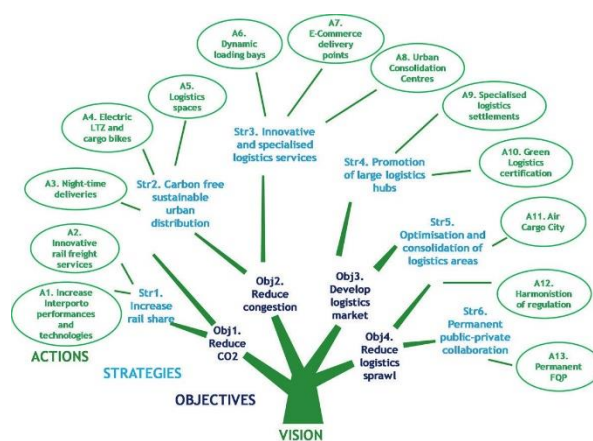 A6.
Dynamic
loading bays
A7.
E-Commerce
delivery
points
A8. Urban
Consolidation
Centres
A5.
Logistics
spaces
A9.
Specialised
logistics
settlements
A4. Electric
LTZ and
cargo bikes
Str3. Innovative
and specialised
logistics services
Str4. Promotion
of large logistics
hubs
A10. Green
Logistics
certification
A3. Night-time
deliveries
Str2. Carbon free
sustainable
urban
distribution
A11. Air
Cargo City
Str5.
Optimisation and
consolidation of
logistics areas
A2.
Innovative
rail freight
services
Obj2.
Reduce
congestion
Obj3.
Develop
logistics
market
A12.
Harmonistion
of regulation
A1. Increase
Interporto
performances
and
technologies
Str1.
Increase
rail share
Obj1.
Reduce
CO2
Obj4.
Reduce
logistics
sprawl
Str6.
Permanent
public-private
collaboration
A13.
Permanent
FQP
ACTIONS
STRATEGIES
OBJECTIVES
VISION